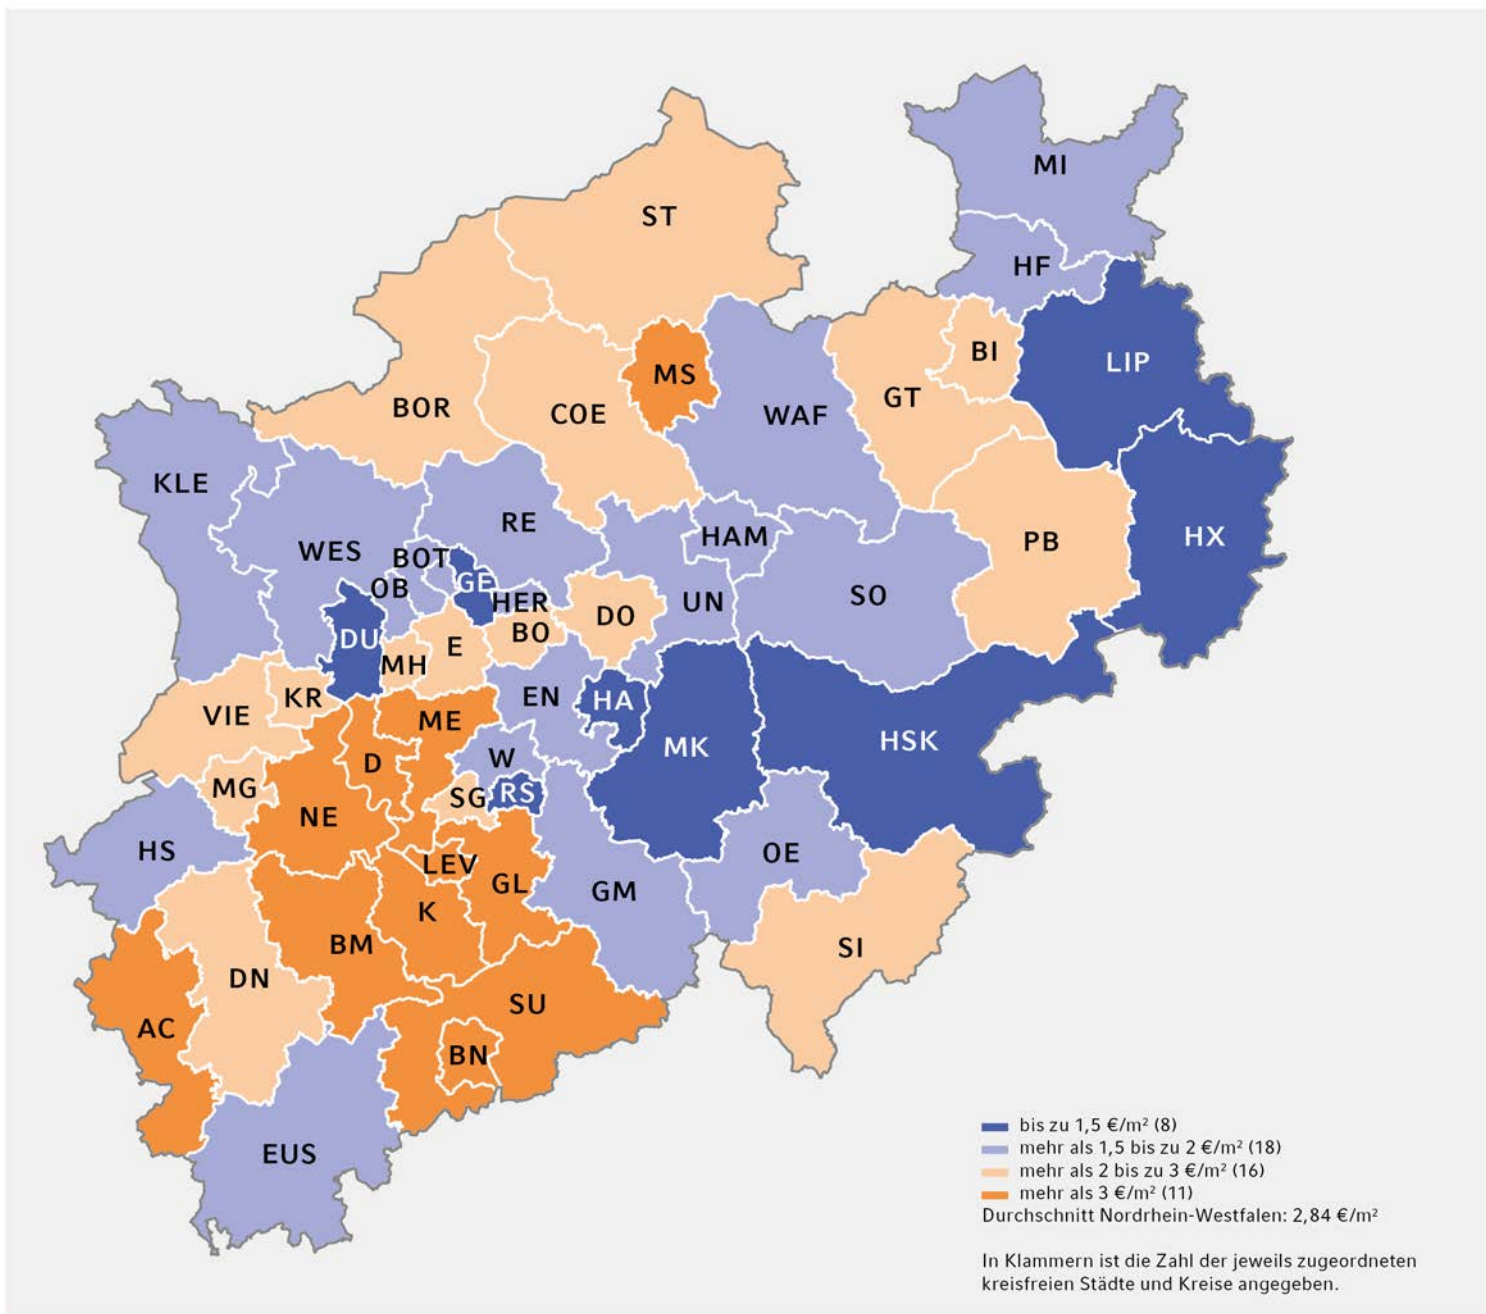 MI
ST
HF
BI
LIP
MS
GT
BOR
COE
WAF
KLE
RE
HAM
HX
PB
WES
BOT
GE
OB
HER
UN
SO
DO
BO
DU
E
MH
KR
EN
HA
VIE
ME
HSK
MK
W
D
MG
SG
RS
NE
HS
OE
LEV
GL
GM
K
BM
SI
DN
SU
AC
BN
EUS
bis zu 1,5 €/m² (8)
mehr als 1,5 bis zu 2 €/m² (18)
mehr als 2 bis zu 3 €/m² (16)
mehr als 3 €/m² (11)
Durchschnitt Nordrhein-Westfalen: 2,84 €/m²
In Klammern ist die Zahl der jeweils zugeordneten
kreisfreien Städte und Kreise angegeben.